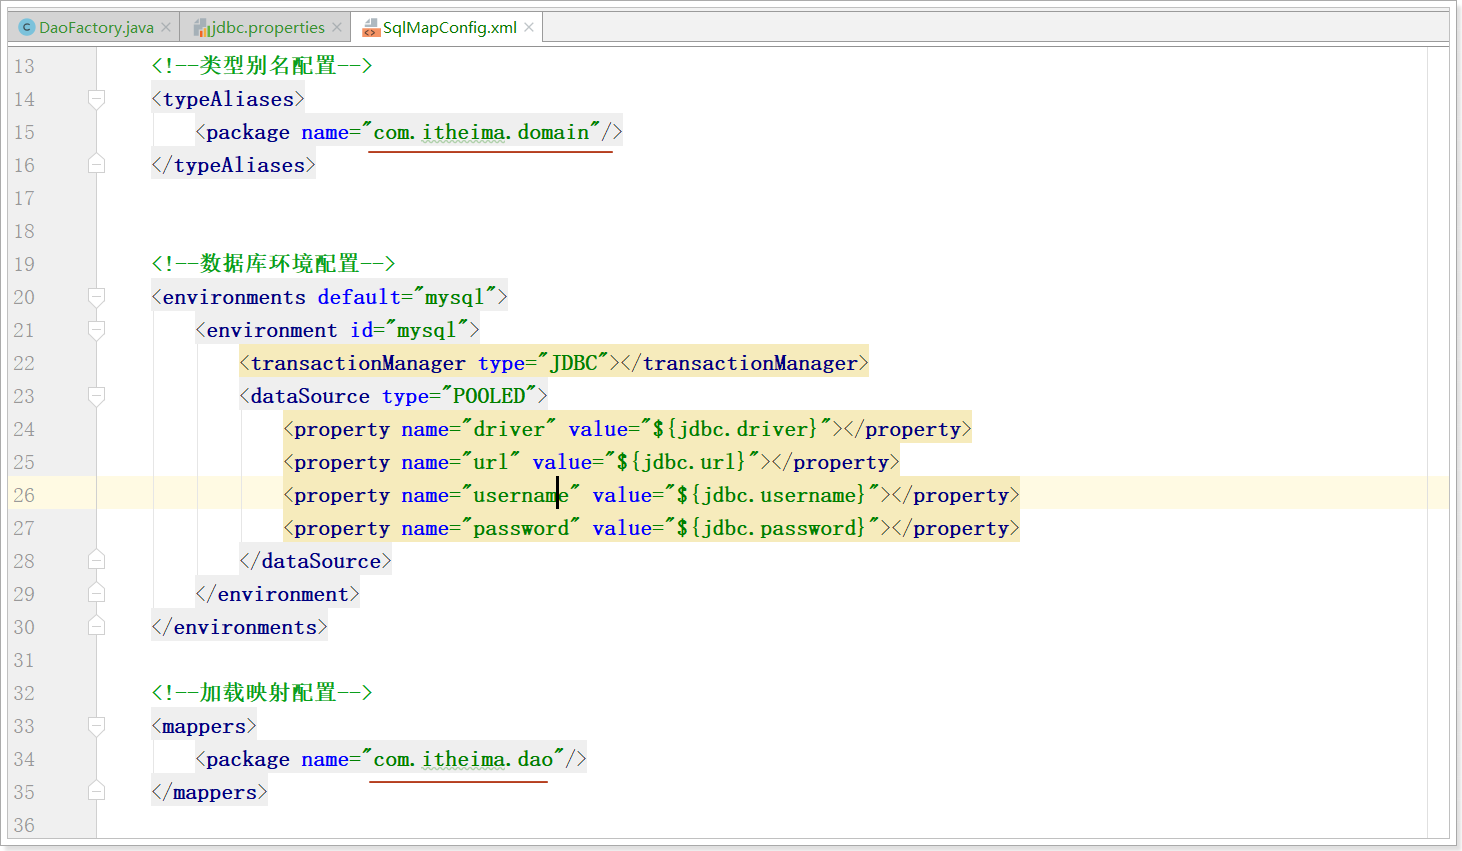 DaoFactory.java jdbc.properties SqlMapConfig.xml
13 <!--类型别名配置-->
14 <typeAliases>
15 <package name="com.itheima.domain"/>
16 </typeAliases>
17
18
19 <!--数据库环境配置-->
20 <environments default="mysql">
21 <environment id="mysql">
22 <transactionManager type="JDBC"></transactionManager>
23 <dataSource type="POOLED">
24 <property name="driver" value="${jdbc.driver}"></property>
25 <property name="url" value="${jdbc.url}"></property>
26 <property name="username" value="${jdbc.username}"></property>
27 <property name="password" value="${jdbc.password}"></property>
28 </dataSource>
29 </environment>
30 </environments>
31
32 <!--加载映射配置-->
33 <mappers>
34 <package name="com.itheima.dao"/>
35 </mappers>
36